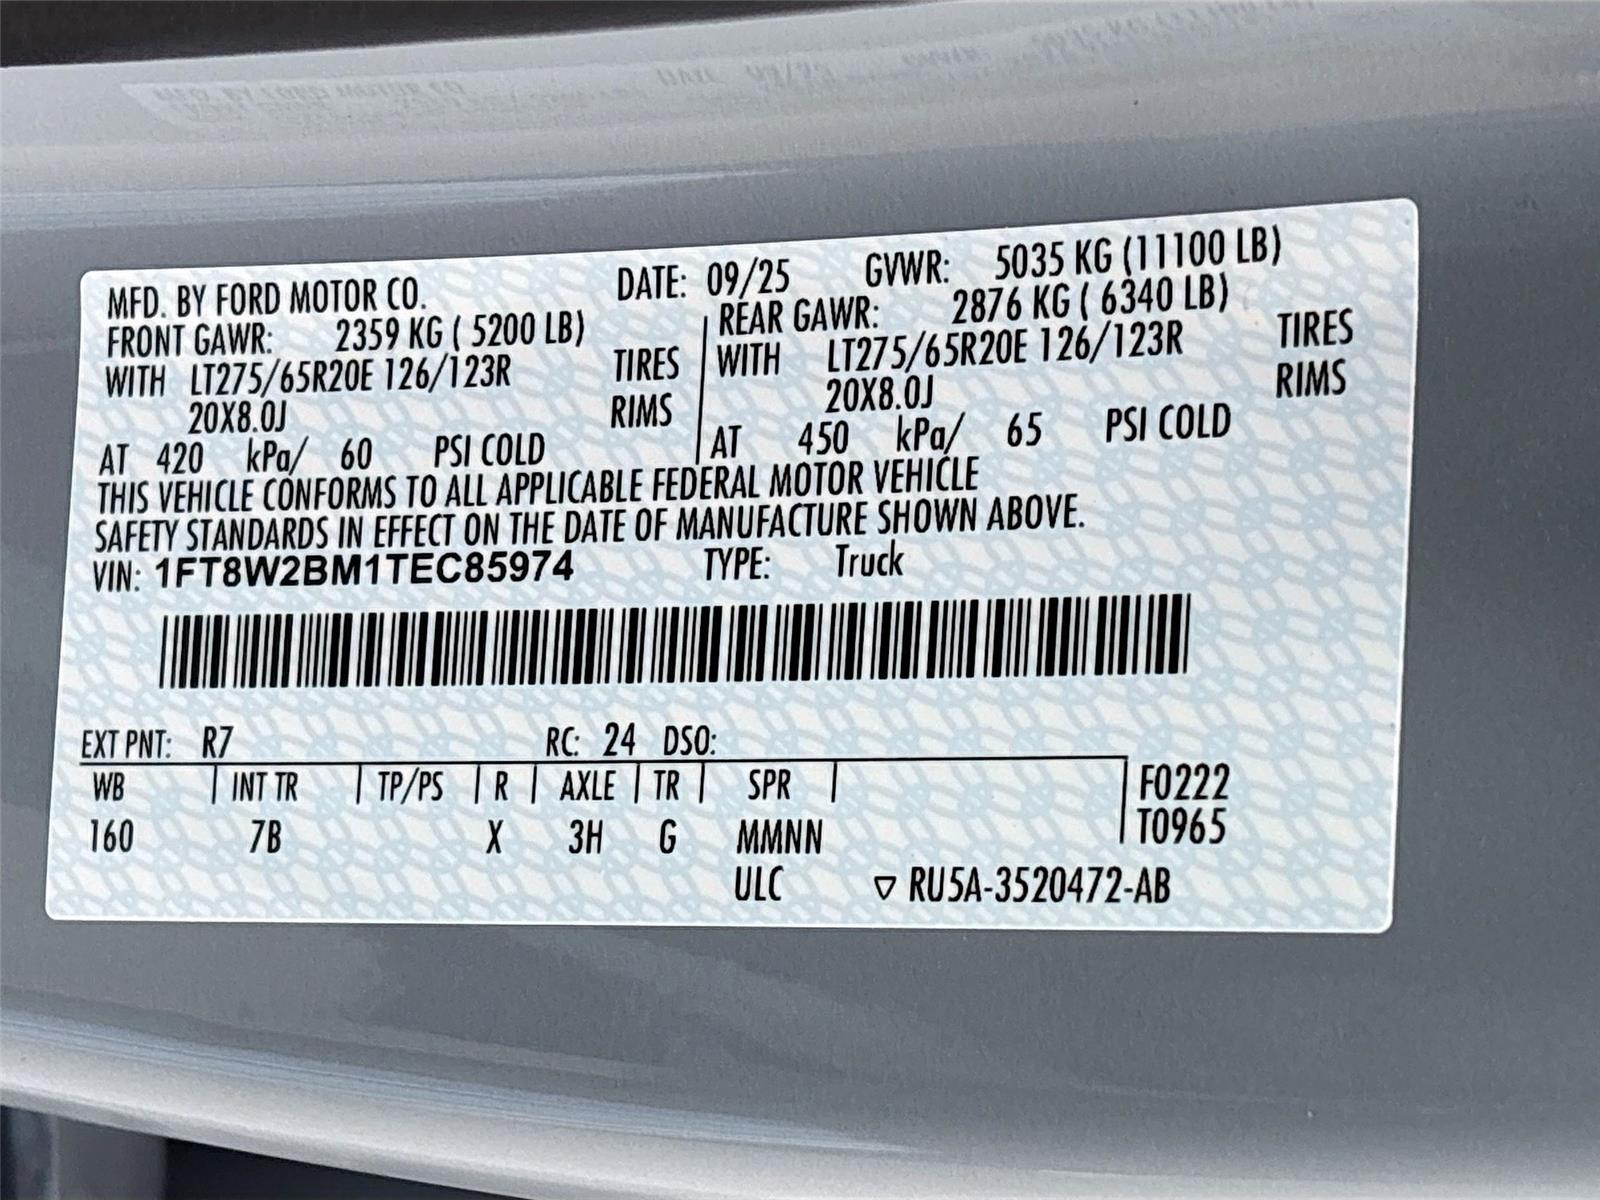 MFD. BY FORD MOTOR CO. DATE: 09/25 GVWR: 5035 KG (11100 LB)
FRONT GAWR: 2359 KG ( 5200 LB) REAR GAWR: 2876 KG ( 6340 LB)
WITH LT275/65R20E 126/123R TIRES WITH LT275/65R20E 126/123R TIRES
20X8.0J RIMS 20X8.0J RIMS
AT 420 kPa/ 60 PSI COLD AT 450 kPa/ 65 PSI COLD
THIS VEHICLE CONFORMS TO ALL APPLICABLE FEDERAL MOTOR VEHICLE
SAFETY STANDARDS IN EFFECT ON THE DATE OF MANUFACTURE SHOWN ABOVE.
VIN: 1FT8W2BM1TEC85974 TYPE: Truck
EXT PNT: R7 RC: 24 DSO:
WB INT TR TP/PS R AXLE TR SPR F0222
160 7B X 3H G MMNN T0965
ULC ▽ RU5A-3520472-AB